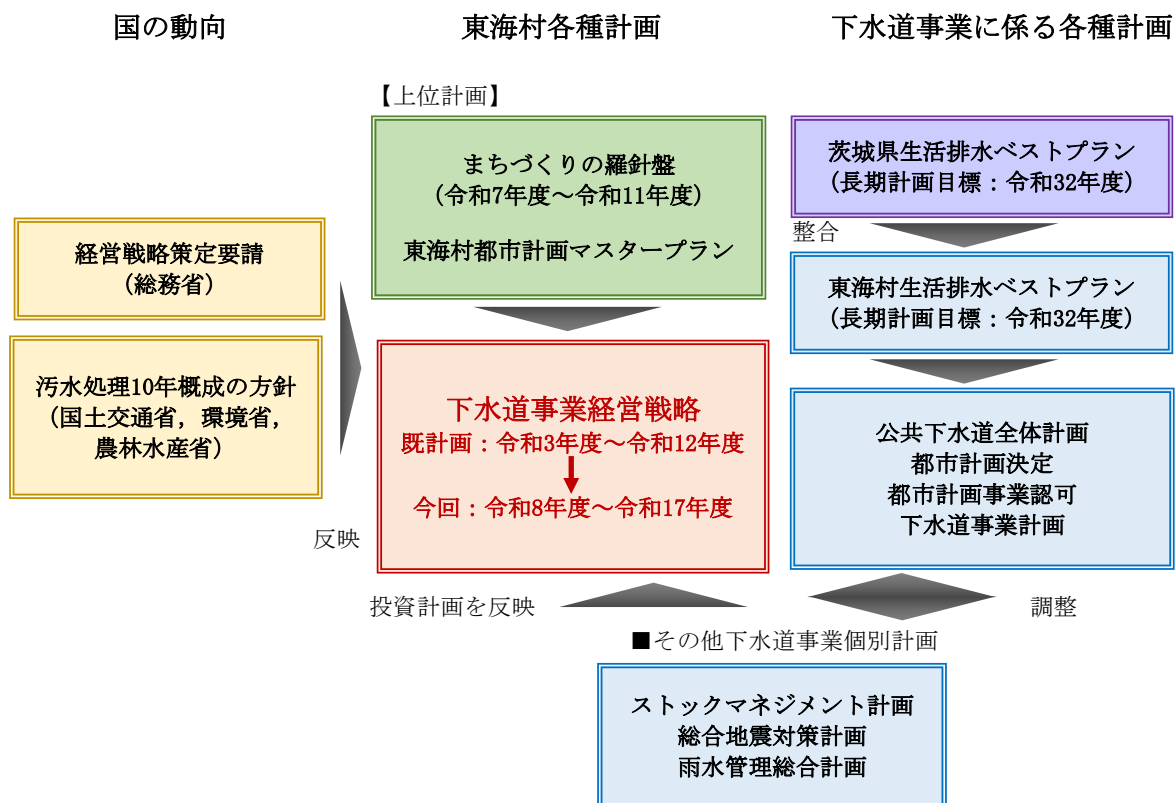 国の動向
東海村各種計画
下水道事業に係る各種計画
【上位計画】
まちづくりの羅針盤
（令和7年度～令和11年度）
東海村都市計画マスタープラン
茨城県生活排水ベストプラン
（長期計画目標：令和32年度）
整合
経営戦略策定要請
（総務省）
東海村生活排水ベストプラン
（長期計画目標：令和32年度）
汚水処理10年概成の方針
（国土交通省，環境省，
農林水産省）
反映
下水道事業経営戦略
既計画：令和3年度～令和12年度
今回：令和8年度～令和17年度
公共下水道全体計画
都市計画決定
都市計画事業認可
下水道事業計画
投資計画を反映
調整
■その他下水道事業個別計画
ストックマネジメント計画
総合地震対策計画
雨水管理総合計画